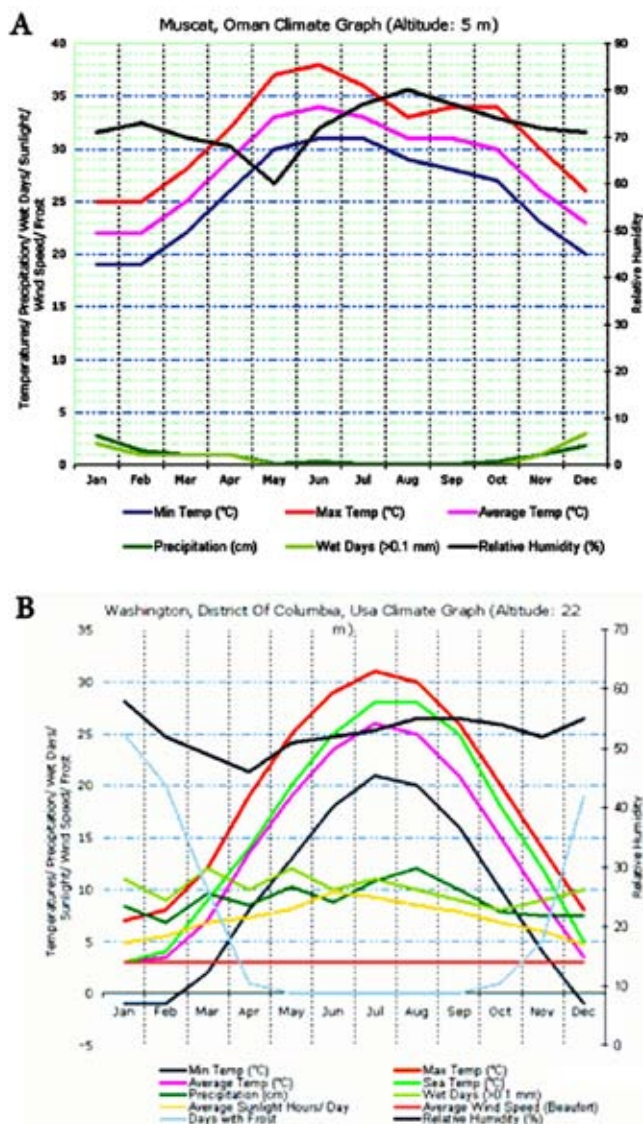 A
Muscat, Oman Climate Graph (Altitude: 5 m)
Temperatures/ Precipitation/ Wet Days/ Sunlight/
Wind Speed/ Frost
40
35
30
25
20
15
10
5
0
90
80
70
60
50
40
30
20
10
0
Relative Humidity
Jan Feb Mar Apr May Jun Jul Aug Sep Oct Nov Dec
Min Temp (°C) Max Temp (°C) Average Temp (°C)
Precipitation (cm) Wet Days (>0.1 mm) Relative Humidity (%)
B
Washington, District Of Columbia, Usa Climate Graph (Altitude: 22
m)
Temperatures/ Precipitation/ Wet Days/
Sunlight/ Wind Speed/ Frost
35
30
25
20
15
10
5
0
-5
70
60
50
40
30
20
10
0
Relative Humidity
Jan Feb Mar Apr May Jun Jul Aug Sep Oct Nov Dec
Min Temp (°C) Max Temp (°C)
Average Temp (°C) Sea Temp (°C)
Precipitation (cm) Wet Days (>0.1 mm)
Average Sunlight Hours/ Day Average Wind Speed (Beaufort)
Days with Frost Relative Humidity (%)